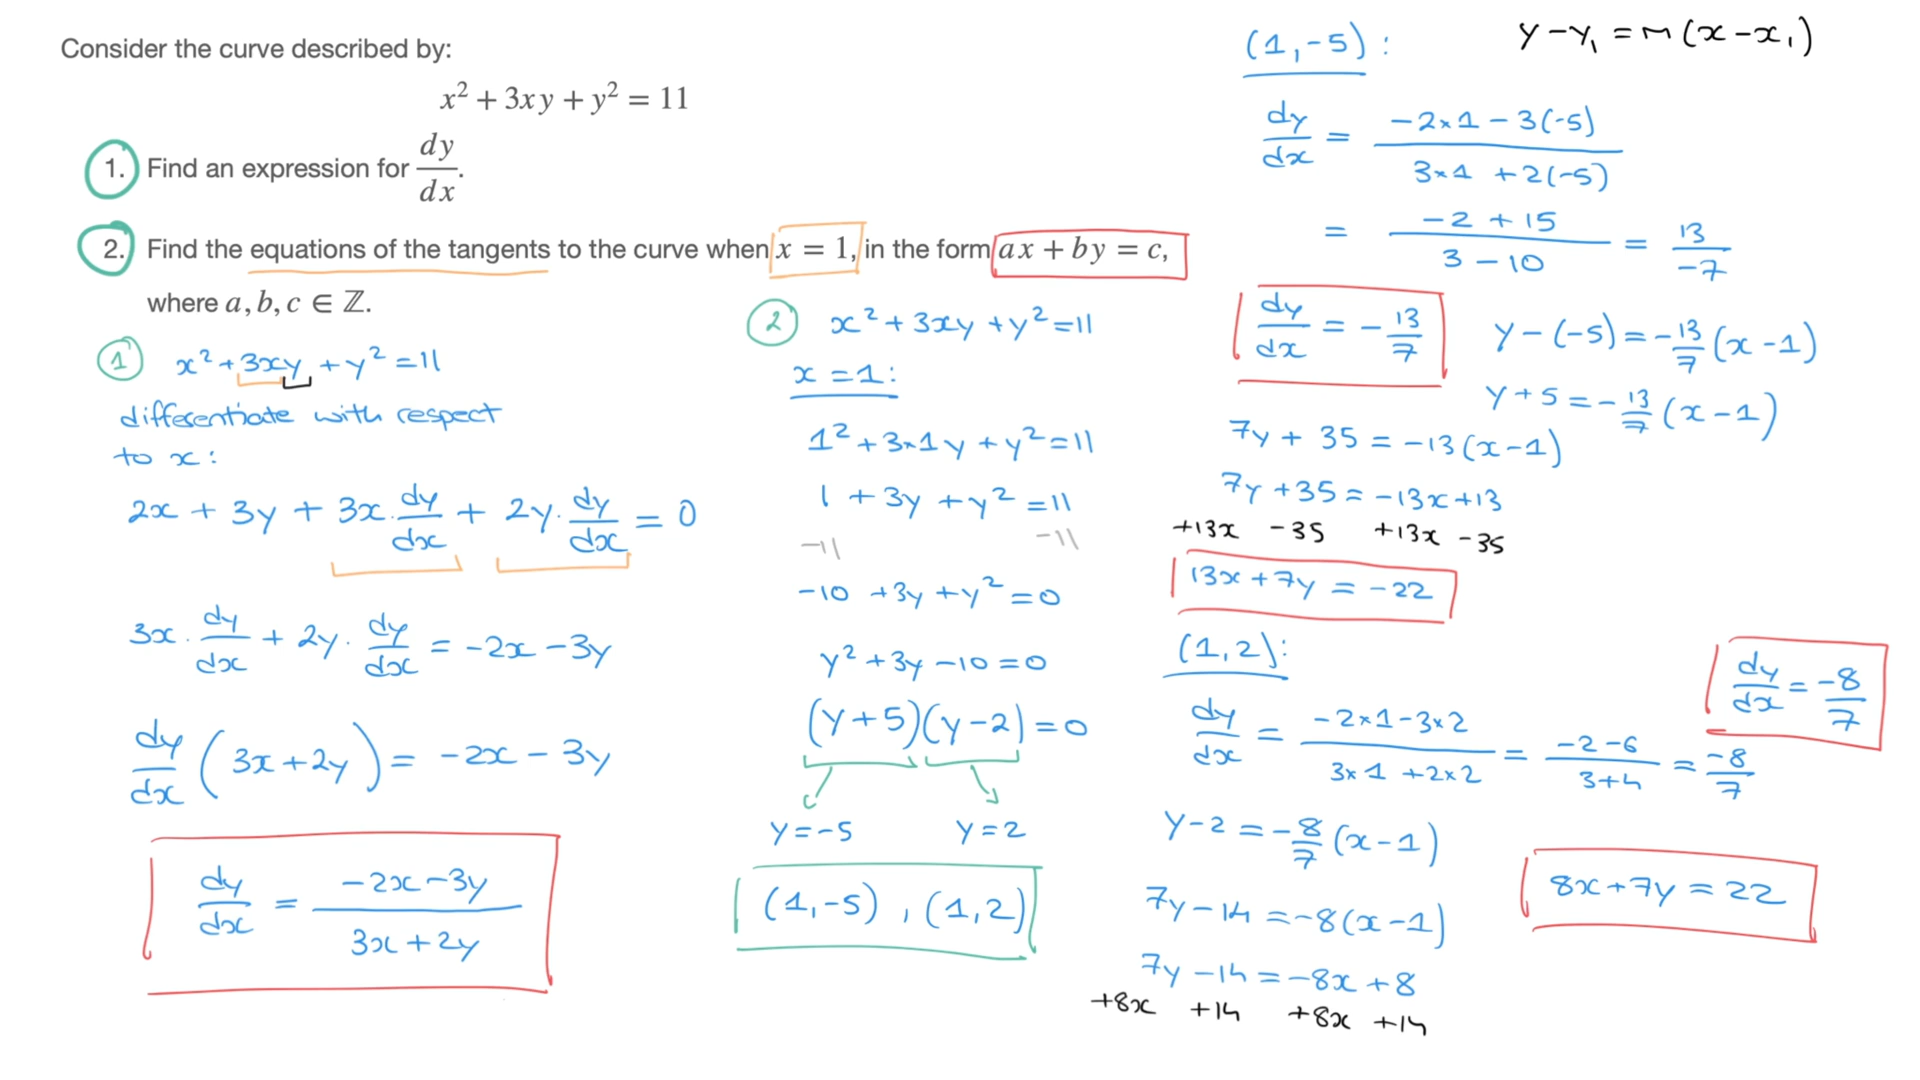 Consider the curve described by:
x² + 3xy + y² = 11
1. Find an expression for dy/dx.
2. Find the equations of the tangents to the curve when x = 1, in the form ax + by = c,
where a, b, c ∈ ℤ.
1 x² + 3xy + y² = 11
differentiate with respect
to x:
2x + 3y + 3x · dy/dx + 2y · dy/dx = 0
3x · dy/dx + 2y · dy/dx = -2x - 3y
dy/dx (3x + 2y) = -2x - 3y
dy/dx = (-2x - 3y)/(3x + 2y)
2 x² + 3xy + y² = 11
x = 1:
1² + 3×1y + y² = 11
1 + 3y + y² = 11
-11 -11
-10 + 3y + y² = 0
y² + 3y - 10 = 0
(y + 5)(y - 2) = 0
y = -5 y = 2
(1, -5), (1, 2)
(1, -5): y - y₁ = m(x - x₁)
dy/dx = (-2×1 - 3(-5))/(3×1 + 2(-5))
= (-2 + 15)/(3 - 10) = 13/-7
dy/dx = -13/7
y - (-5) = -13/7 (x - 1)
y + 5 = -13/7 (x - 1)
7y + 35 = -13(x - 1)
7y + 35 = -13x + 13
+13x -35 +13x -35
13x + 7y = -22
(1, 2):
dy/dx = (-2×1 - 3×2)/(3×1 + 2×2) = (-2 - 6)/(3 + 4) = -8/7
dy/dx = -8/7
y - 2 = -8/7 (x - 1)
7y - 14 = -8(x - 1)
7y - 14 = -8x + 8
+8x +14 +8x +14
8x + 7y = 22